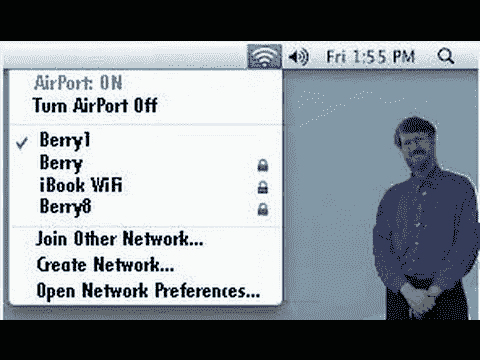 Fri 1:55 PM
AirPort: ON
Turn AirPort Off
Berry1
Berry
iBook WiFi
Berry8
Join Other Network...
Create Network...
Open Network Preferences...